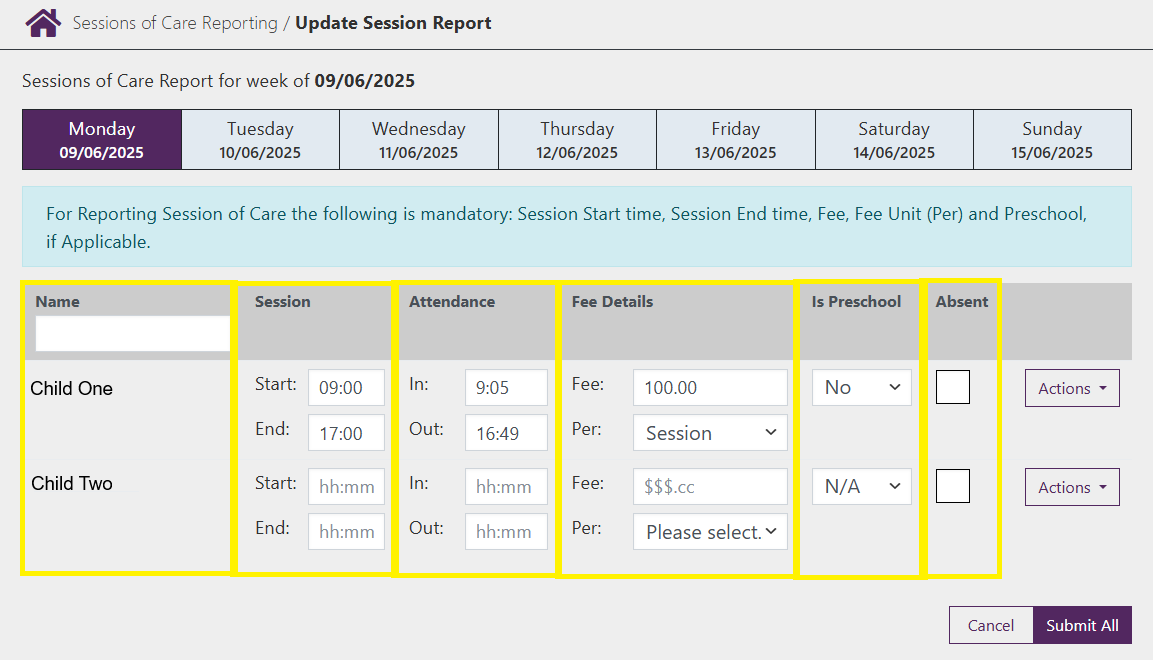 Sessions of Care Reporting / Update Session Report
Sessions of Care Report for week of 09/06/2025
Monday Tuesday Wednesday Thursday Friday Saturday Sunday
09/06/2025 10/06/2025 11/06/2025 12/06/2025 13/06/2025 14/06/2025 15/06/2025
For Reporting Session of Care the following is mandatory: Session Start time, Session End time, Fee, Fee Unit (Per) and Preschool,
if Applicable.
Name Session Attendance Fee Details Is Preschool Absent
Child One Start: 09:00 In: 9:05 Fee: 100.00 No Actions
End: 17:00 Out: 16:49 Per: Session
Child Two Start: hh:mm In: hh:mm Fee: $$$.cc N/A Actions
End: hh:mm Out: hh:mm Per: Please select.
Cancel Submit All